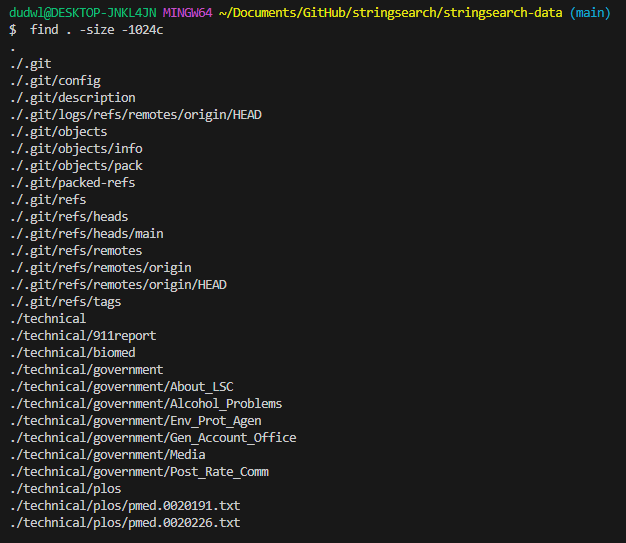 dudwl@DESKTOP-JNKL4JN MINGW64 ~/Documents/GitHub/stringsearch/stringsearch-data (main)
$  find . -size -1024c
.
./.git
./.git/config
./.git/description
./.git/logs/refs/remotes/origin/HEAD
./.git/objects
./.git/objects/info
./.git/objects/pack
./.git/packed-refs
./.git/refs
./.git/refs/heads
./.git/refs/heads/main
./.git/refs/remotes
./.git/refs/remotes/origin
./.git/refs/remotes/origin/HEAD
./.git/refs/tags
./technical
./technical/911report
./technical/biomed
./technical/government
./technical/government/About_LSC
./technical/government/Alcohol_Problems
./technical/government/Env_Prot_Agen
./technical/government/Gen_Account_Office
./technical/government/Media
./technical/government/Post_Rate_Comm
./technical/plos
./technical/plos/pmed.0020191.txt
./technical/plos/pmed.0020226.txt